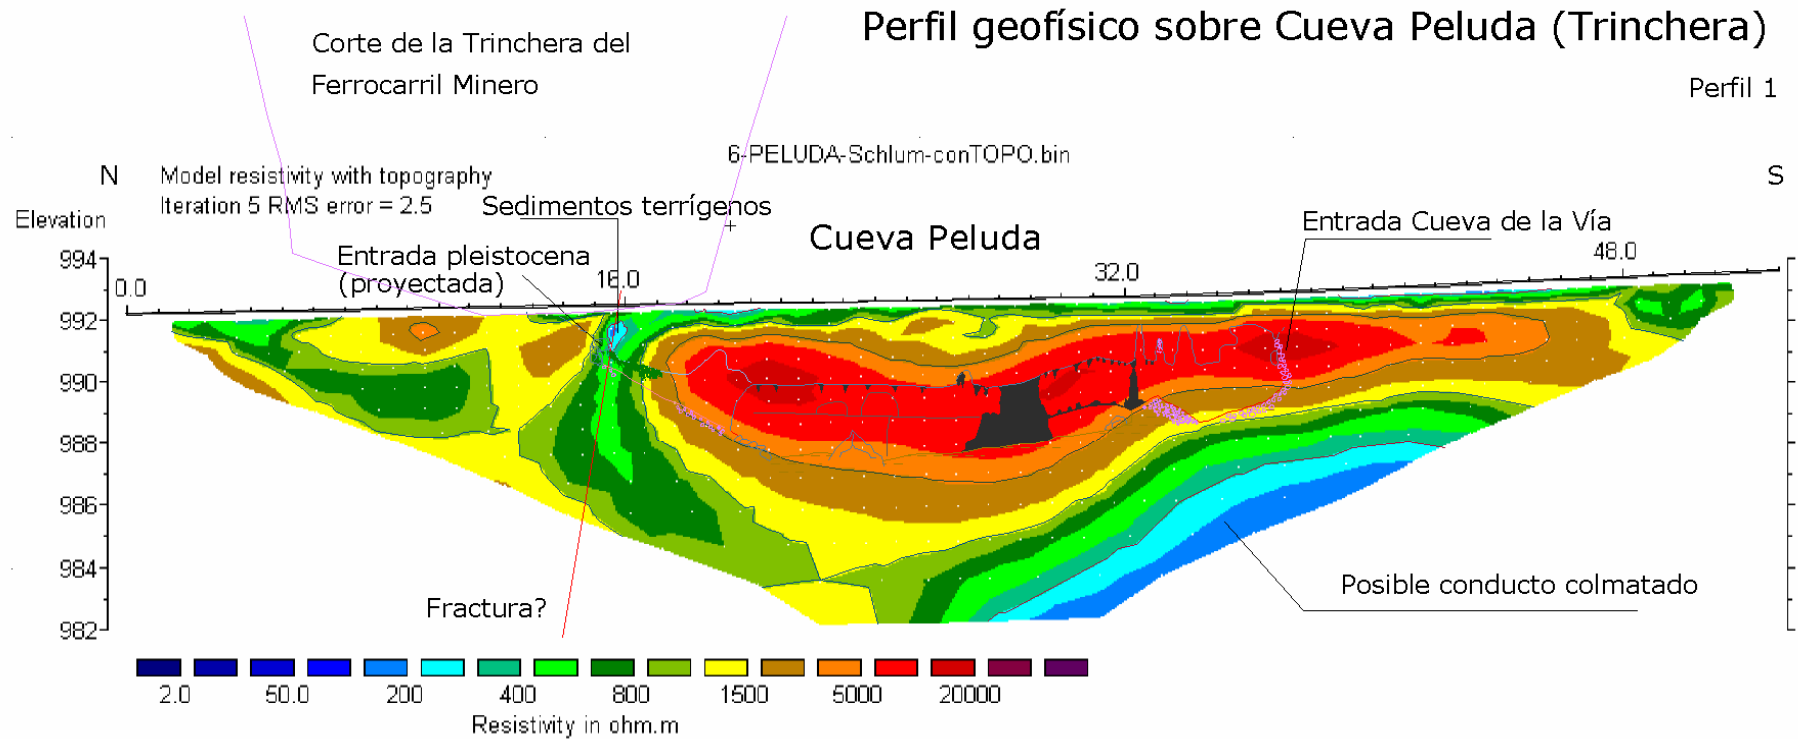 Perfil geofísico sobre Cueva Peluda (Trinchera)
Corte de la Trinchera del
Ferrocarril Minero
Perfil 1
6-PELUDA-Schlum-conTOPO.bin
N
S
Model resistivity with topography
Iteration 5 RMS error = 2.5
Elevation
Sedimentos terrígenos
Entrada Cueva de la Vía
Cueva Peluda
Entrada pleistocena
(proyectada)
994
0.0
16.0
32.0
48.0
992
990
988
986
984
982
Posible conducto colmatado
Fractura?
2.0
50.0
200
400
800
1500
5000
20000
Resistivity in ohm.m